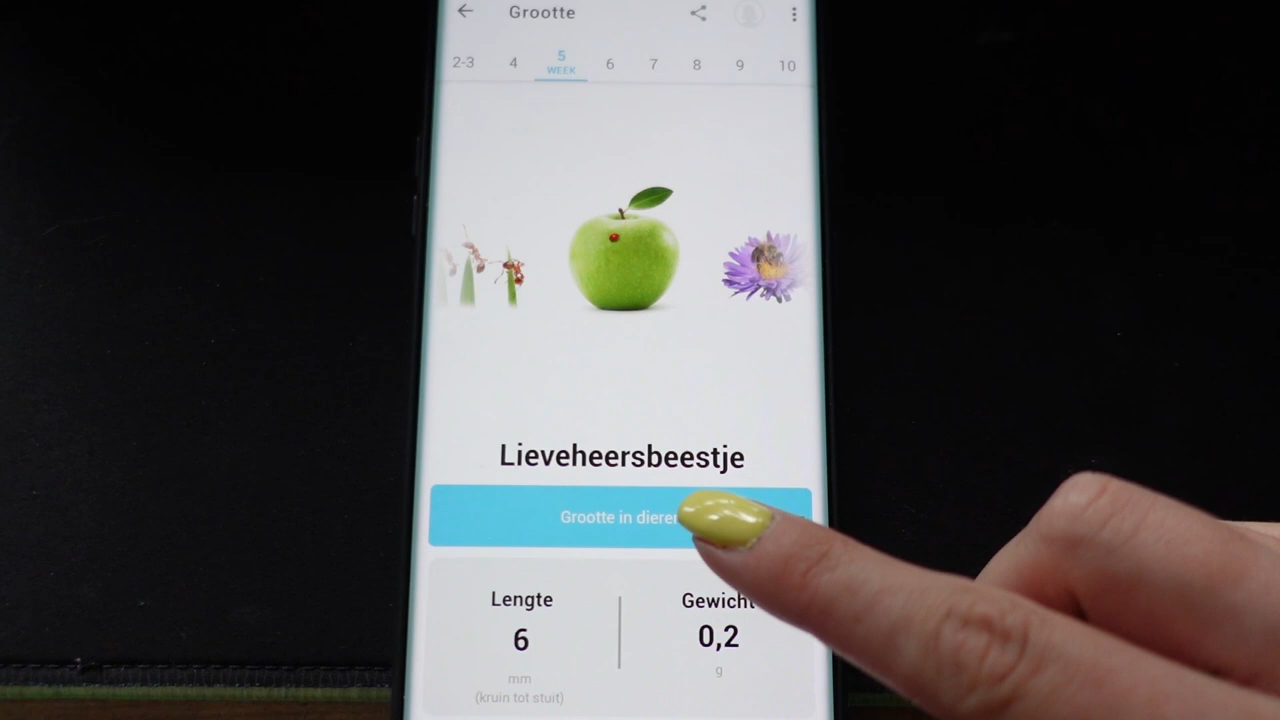 Grootte
2-3 4 5 6 7 8 9 10
WEEK
Lieveheersbeestje
Grootte in dieren
Lengte Gewicht
6 0,2
mm g
(kruin tot stuit)